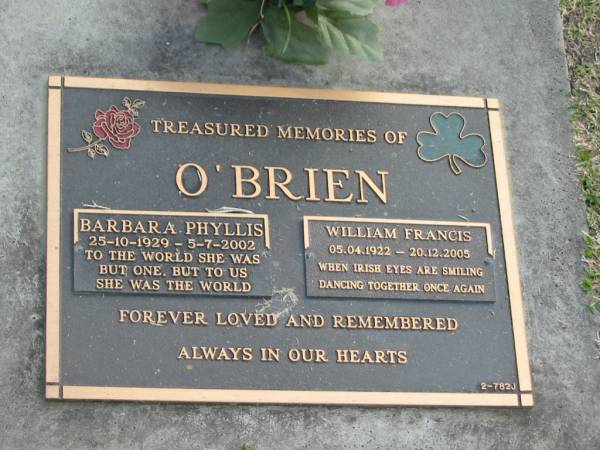 TREASURED MEMORIES OF
O'BRIEN
BARBARA PHYLLIS
25-10-1929 - 5-7-2002
TO THE WORLD SHE WAS
BUT ONE. BUT TO US
SHE WAS THE WORLD
WILLIAM FRANCIS
05.04.1922 - 20.12.2005
WHEN IRISH EYES ARE SMILING
DANCING TOGETHER ONCE AGAIN
FOREVER LOVED AND REMEMBERED
ALWAYS IN OUR HEARTS
2-782J